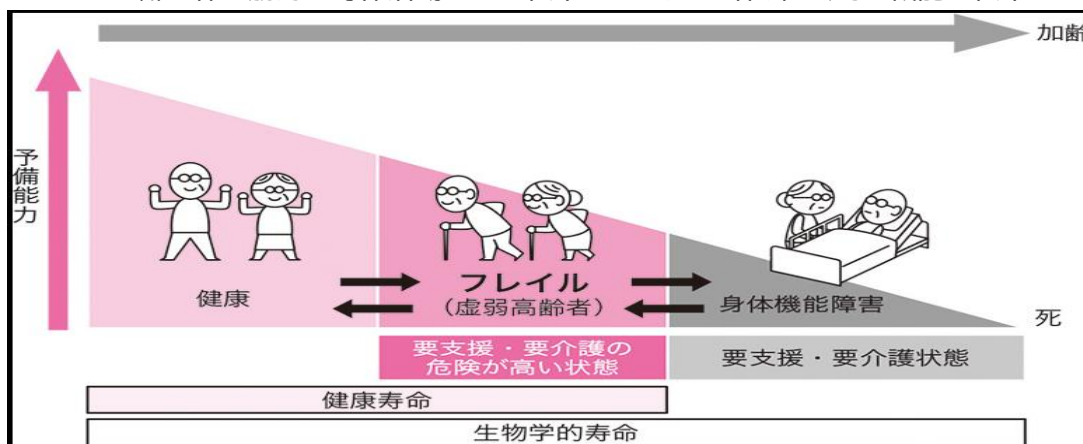 加齢
予備能力
健康
フレイル
(虚弱高齢者)
身体機能障害
死
要支援・要介護の
危険が高い状態
要支援・要介護状態
健康寿命
生物学的寿命